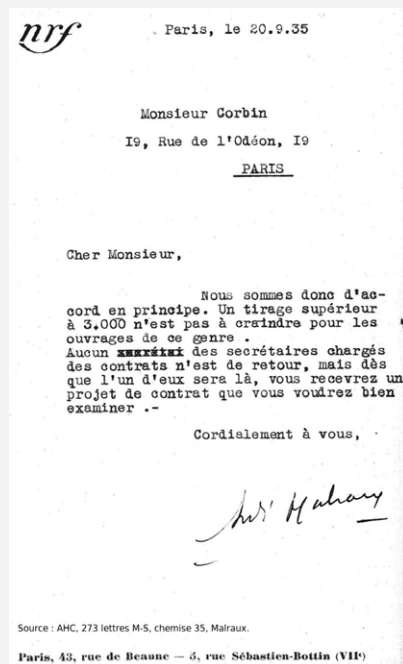 nrf
Paris, le 20.9.35
Monsieur Corbin
I9, Rue de l'Odéon, I9
PARIS
Cher Monsieur,
Nous sommes donc d'ac-
cord en principe. Un tirage supérieur
à 3.000 n'est pas à craindre pour les
ouvrages de ce genre .
Aucun des secrétaires chargés
des contrats n'est de retour, mais dès
que l'un d'eux sera là, vous recevrez un
projet de contrat que vous voudrez bien
examiner .-
Cordialement à vous,
André Malraux
Source : AHC, 273 lettres M-S, chemise 35, Malraux.
Paris, 43, rue de Beaune — 5, rue Sébastien-Bottin (VIIe)